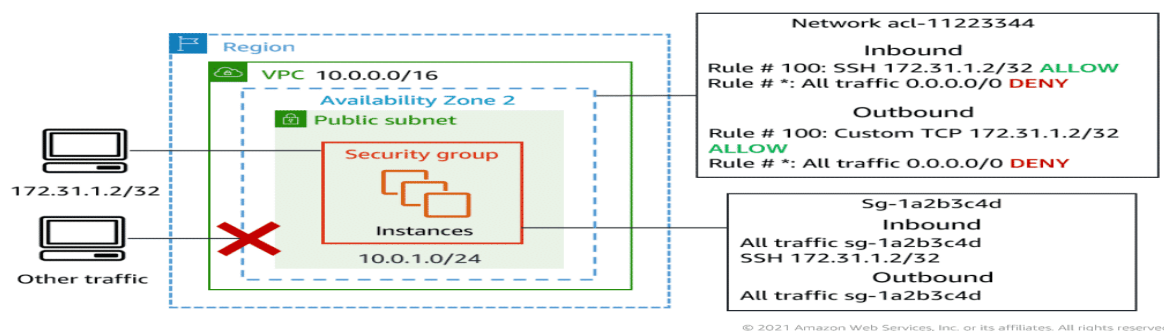 Region
VPC 10.0.0.0/16
Availability Zone 2
Public subnet
Security group
Instances
10.0.1.0/24
172.31.1.2/32
Other traffic
Network acl-11223344
Inbound
Rule # 100: SSH 172.31.1.2/32 ALLOW
Rule # *: All traffic 0.0.0.0/0 DENY
Outbound
Rule # 100: Custom TCP 172.31.1.2/32
ALLOW
Rule # *: All traffic 0.0.0.0/0 DENY
Sg-1a2b3c4d
Inbound
All traffic sg-1a2b3c4d
SSH 172.31.1.2/32
Outbound
All traffic sg-1a2b3c4d
© 2021 Amazon Web Services, Inc. or its affiliates. All rights reserved